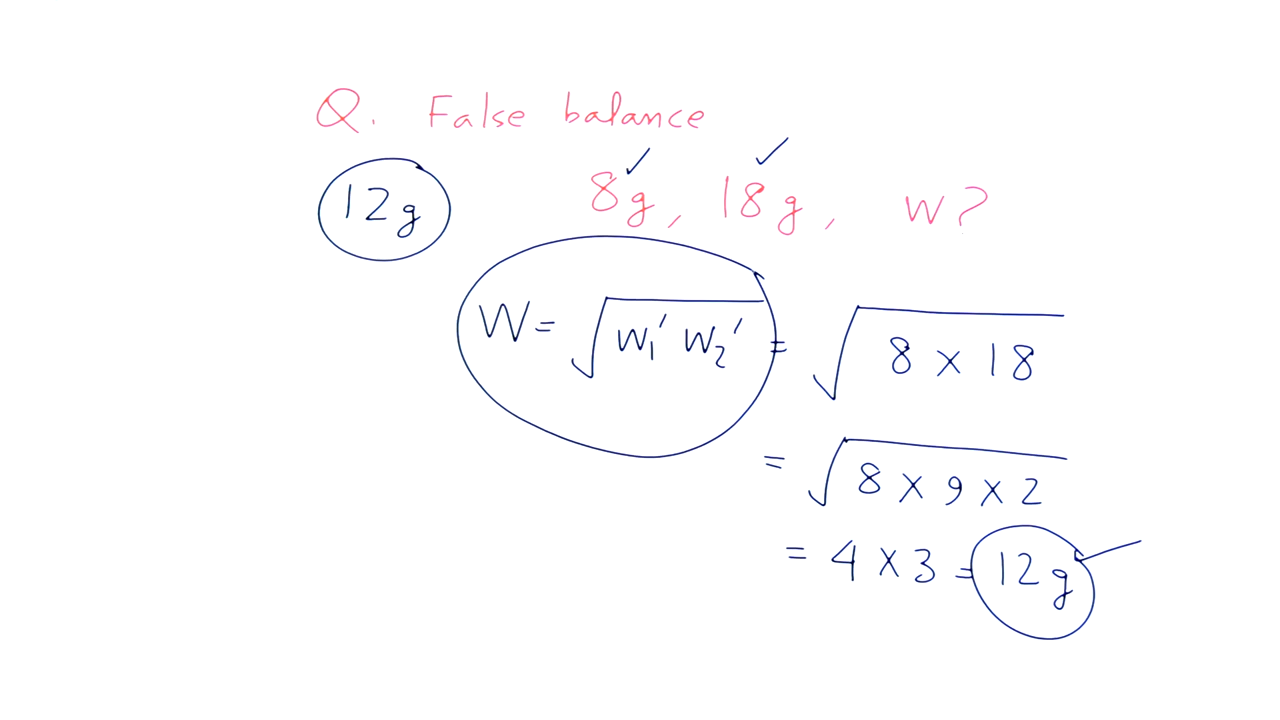 Q. False balance
12g 8g, 18g, W?
W = √W₁′ W₂′ = √8 × 18
= √8 × 9 × 2
= 4 × 3 = 12g